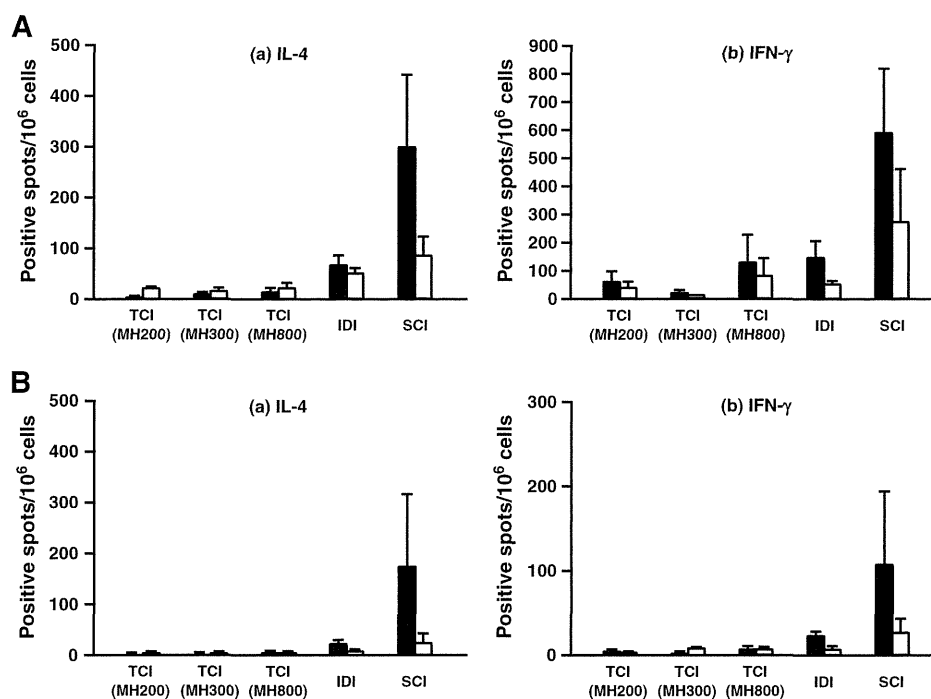 A
(a) IL-4
Positive spots/10⁶ cells
500
400
300
200
100
0
TCI TCI TCI IDI SCI
(MH200) (MH300) (MH800)
(b) IFN-γ
Positive spots/10⁶ cells
900
800
700
600
500
400
300
200
100
0
TCI TCI TCI IDI SCI
(MH200) (MH300) (MH800)
B
(a) IL-4
Positive spots/10⁶ cells
500
400
300
200
100
0
TCI TCI TCI IDI SCI
(MH200) (MH300) (MH800)
(b) IFN-γ
Positive spots/10⁶ cells
300
200
100
0
TCI TCI TCI IDI SCI
(MH200) (MH300) (MH800)